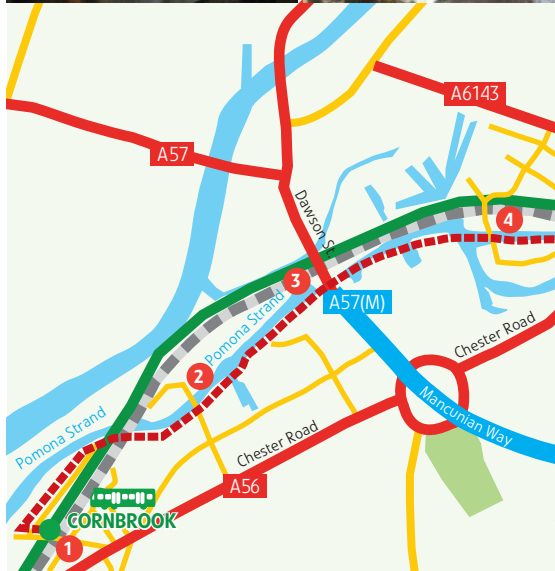 A6143
A57
Dawson St.
4
3
A57(M)
Pomona Strand
Chester Road
2
Mancunian Way
Pomona Strand
Chester Road
A56
CORNBROOK
1